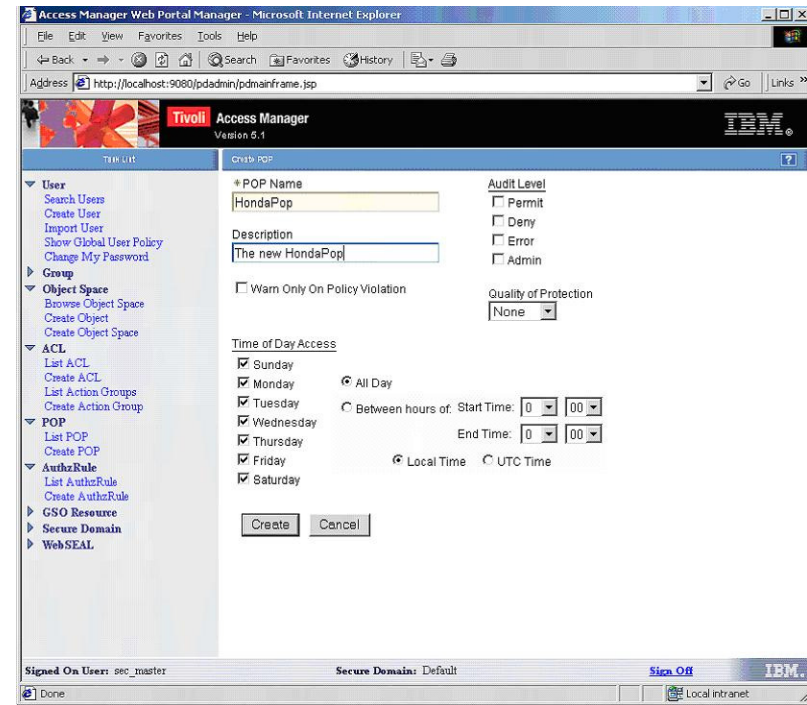 Access Manager Web Portal Manager - Microsoft Internet Explorer
File Edit View Favorites Tools Help
Back Search Favorites History
Address http://localhost:9080/pdadmin/pdmainframe.jsp Go Links »
Tivoli Access Manager
Version 5.1
IBM.
Task List
Create POP ?
User
Search Users
Create User
Import User
Show Global User Policy
Change My Password
Group
Object Space
Browse Object Space
Create Object
Create Object Space
ACL
List ACL
Create ACL
List Action Groups
Create Action Group
POP
List POP
Create POP
AuthzRule
List AuthzRule
Create AuthzRule
GSO Resource
Secure Domain
WebSEAL
*POP Name
HondaPop
Description
The new HondaPop
Warn Only On Policy Violation
Audit Level
Permit
Deny
Error
Admin
Quality of Protection
None
Time of Day Access
Sunday
Monday
Tuesday
Wednesday
Thursday
Friday
Saturday
All Day
Between hours of: Start Time: 0 00
End Time: 0 00
Local Time UTC Time
Create Cancel
Signed On User: sec_master Secure Domain: Default Sign Off IBM.
Done Local intranet